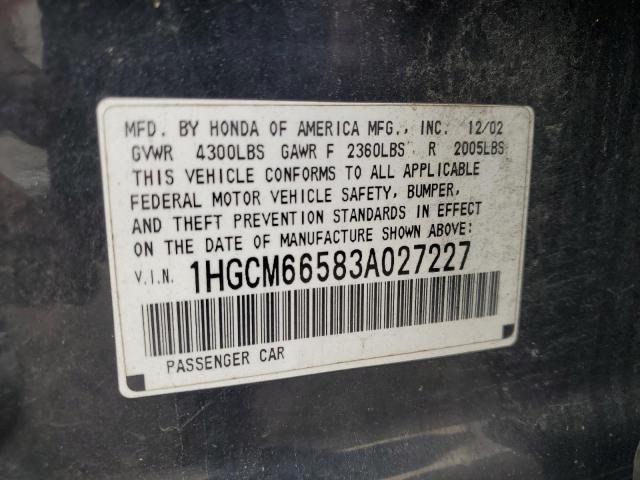 MFD. BY HONDA OF AMERICA MFG., INC. 12/02
GVWR 4300LBS GAWR F 2360LBS R 2005LBS
THIS VEHICLE CONFORMS TO ALL APPLICABLE
FEDERAL MOTOR VEHICLE SAFETY, BUMPER,
AND THEFT PREVENTION STANDARDS IN EFFECT
ON THE DATE OF MANUFACTURE SHOWN ABOVE:
V.I.N. 1HGCM66583A027227
PASSENGER CAR